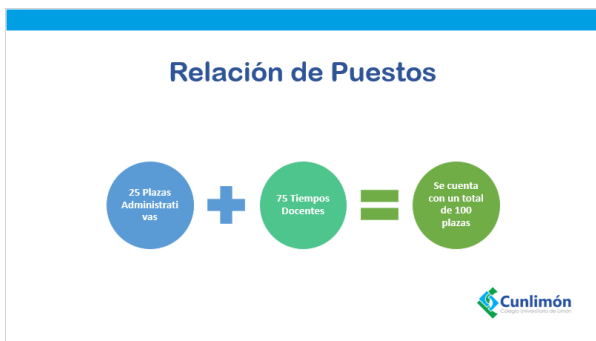 Relación de Puestos
25 Plazas
Administrati
vas
75 Tiempos
Docentes
Se cuenta
con un total
de 100
plazas
Cunlimón
Colegio Universitario de Limón